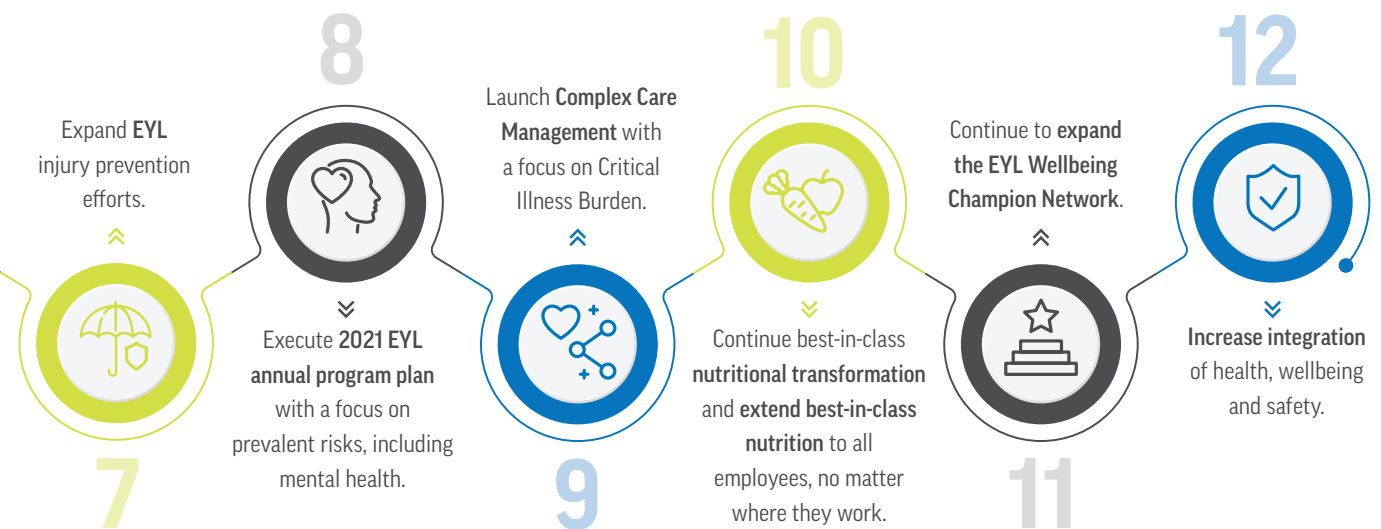 7
Expand EYL
injury prevention
efforts.
8
Execute 2021 EYL
annual program plan
with a focus on
prevalent risks, including
mental health.
9
Launch Complex Care
Management with
a focus on Critical
Illness Burden.
10
Continue best-in-class
nutritional transformation
and extend best-in-class
nutrition to all
employees, no matter
where they work.
11
Continue to expand
the EYL Wellbeing
Champion Network.
12
Increase integration
of health, wellbeing
and safety.